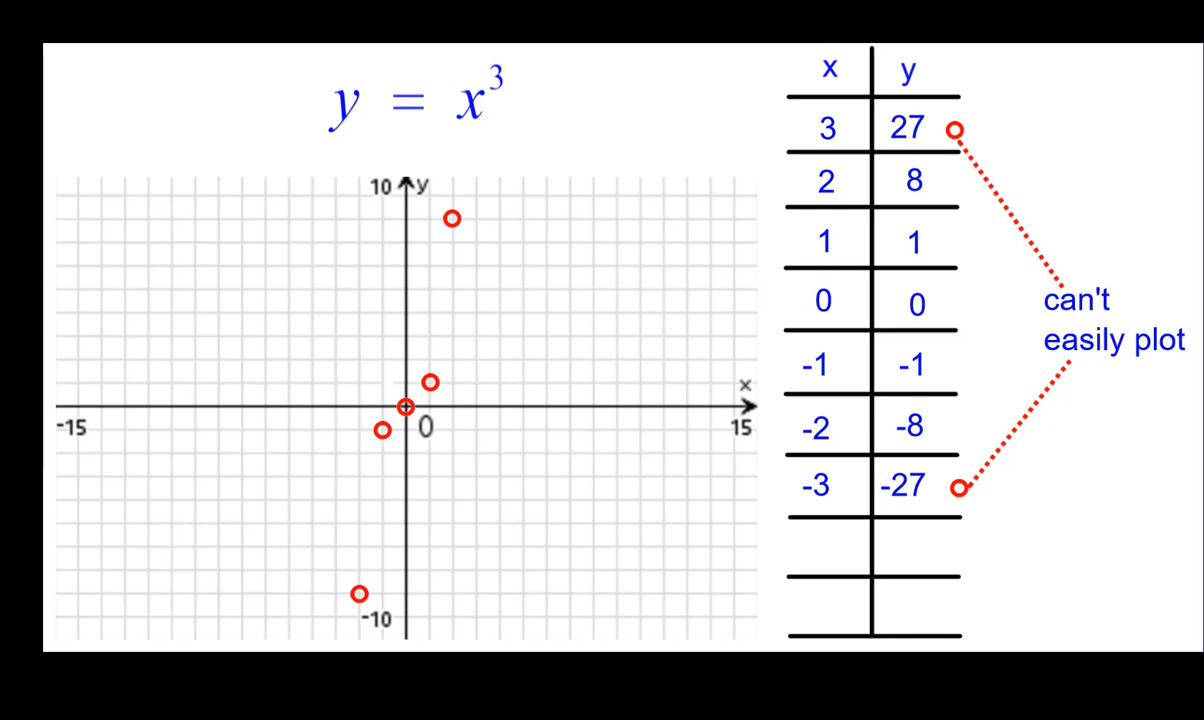 y = x³
x y
3 27
2 8
1 1
0 0
-1 -1
-2 -8
-3 -27
can't
easily plot
10 y
x
-15 0 15
-10